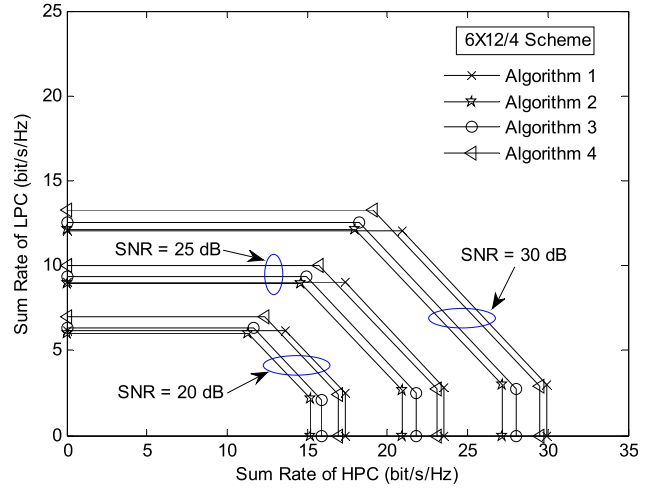 25
20
15
10
5
0
Sum Rate of LPC (bit/s/Hz)
6X12/4 Scheme
Algorithm 1
Algorithm 2
Algorithm 3
Algorithm 4
SNR = 25 dB
SNR = 30 dB
SNR = 20 dB
0 5 10 15 20 25 30 35
Sum Rate of HPC (bit/s/Hz)